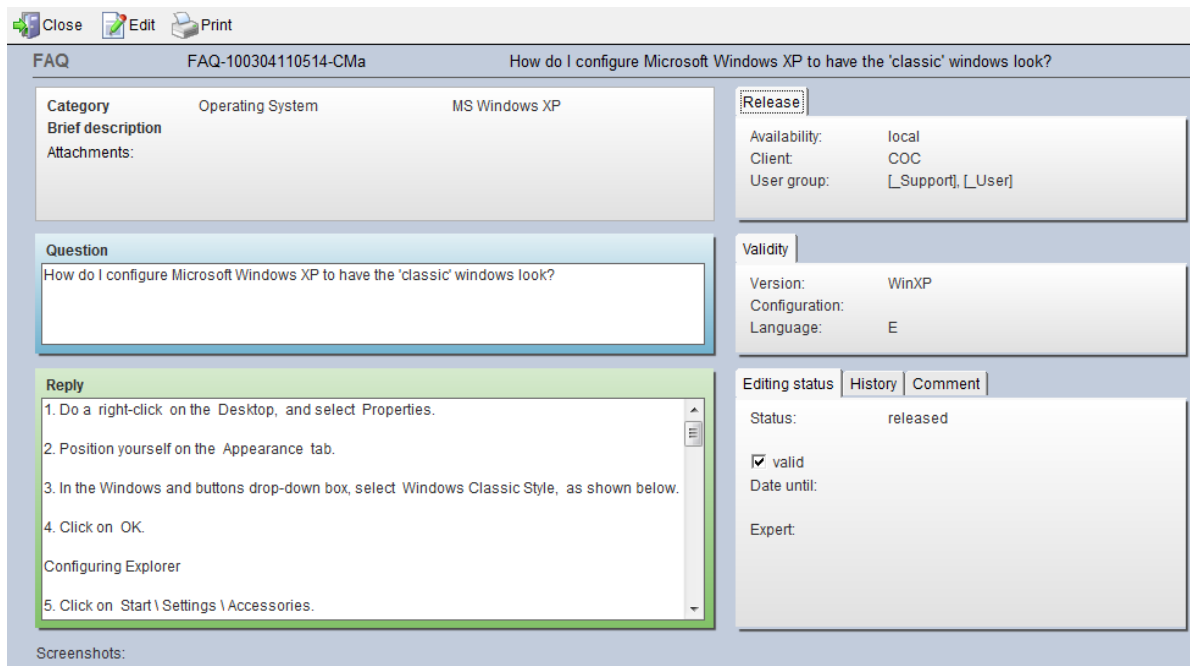 Close Edit Print
FAQ FAQ-100304110514-CMa How do I configure Microsoft Windows XP to have the 'classic' windows look?
Category Operating System MS Windows XP
Brief description
Attachments:
Release
Availability: local
Client: COC
User group: [_Support], [_User]
Question
How do I configure Microsoft Windows XP to have the 'classic' windows look?
Validity
Version: WinXP
Configuration:
Language: E
Reply
1. Do a right-click on the Desktop, and select Properties.
2. Position yourself on the Appearance tab.
3. In the Windows and buttons drop-down box, select Windows Classic Style, as shown below.
4. Click on OK.
Configuring Explorer
5. Click on Start \ Settings \ Accessories.
Editing status History Comment
Status: released
valid
Date until:
Expert:
Screenshots: